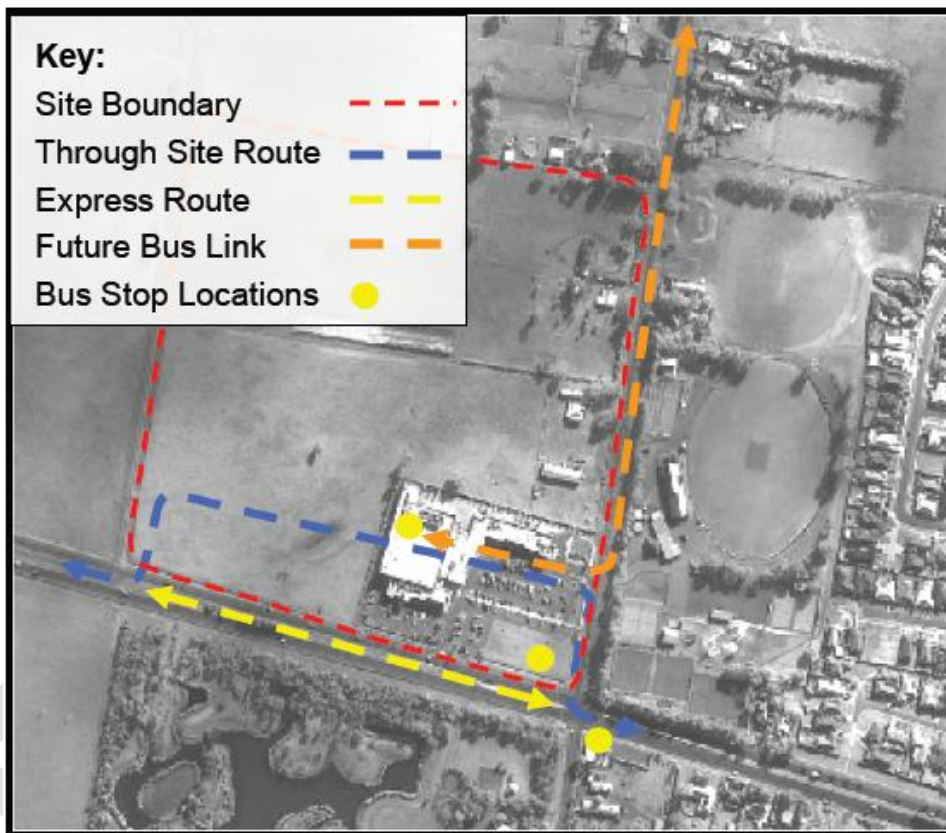 Key:
Site Boundary
Through Site Route
Express Route
Future Bus Link
Bus Stop Locations